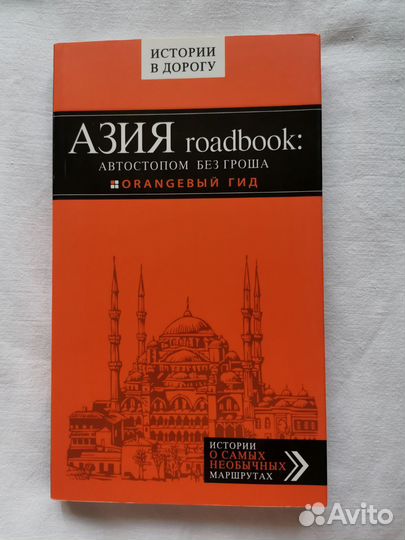 ИСТОРИИ
В ДОРОГУ
АЗИЯ roadbook:
АВТОСТОПОМ БЕЗ ГРОША
ORANGEВЫЙ ГИД
ИСТОРИИ
О САМЫХ
НЕОБЫЧНЫХ
МАРШРУТАХ
Avito